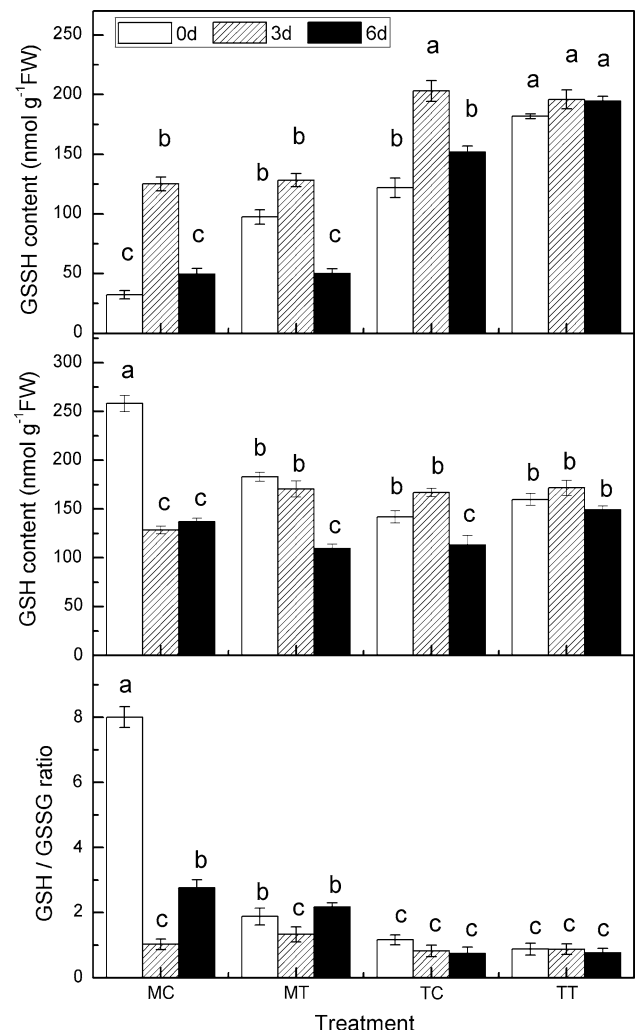 0d 3d 6d
GSSH content (nmol g⁻¹FW)
250
200
150
100
50
0
c b c
b b c
b a b
a a a
GSH content (nmol g⁻¹FW)
300
250
200
150
100
50
0
a c c
b b c
b b c
b b b
GSH / GSSG ratio
8
6
4
2
0
a c b
b c b
c c c
c c c
MC MT TC TT
Treatment